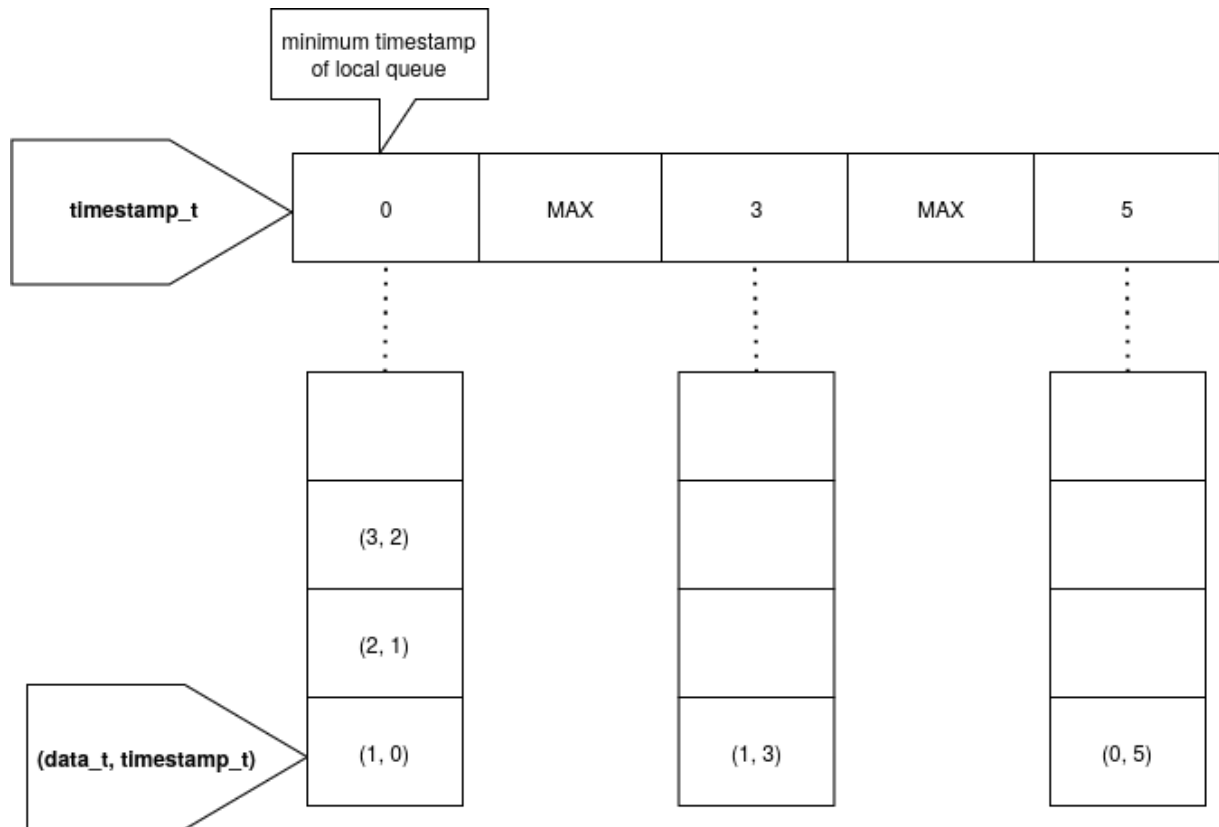 minimum timestamp
of local queue
timestamp_t
0
MAX
3
MAX
5
(3, 2)
(2, 1)
(data_t, timestamp_t)
(1, 0)
(1, 3)
(0, 5)